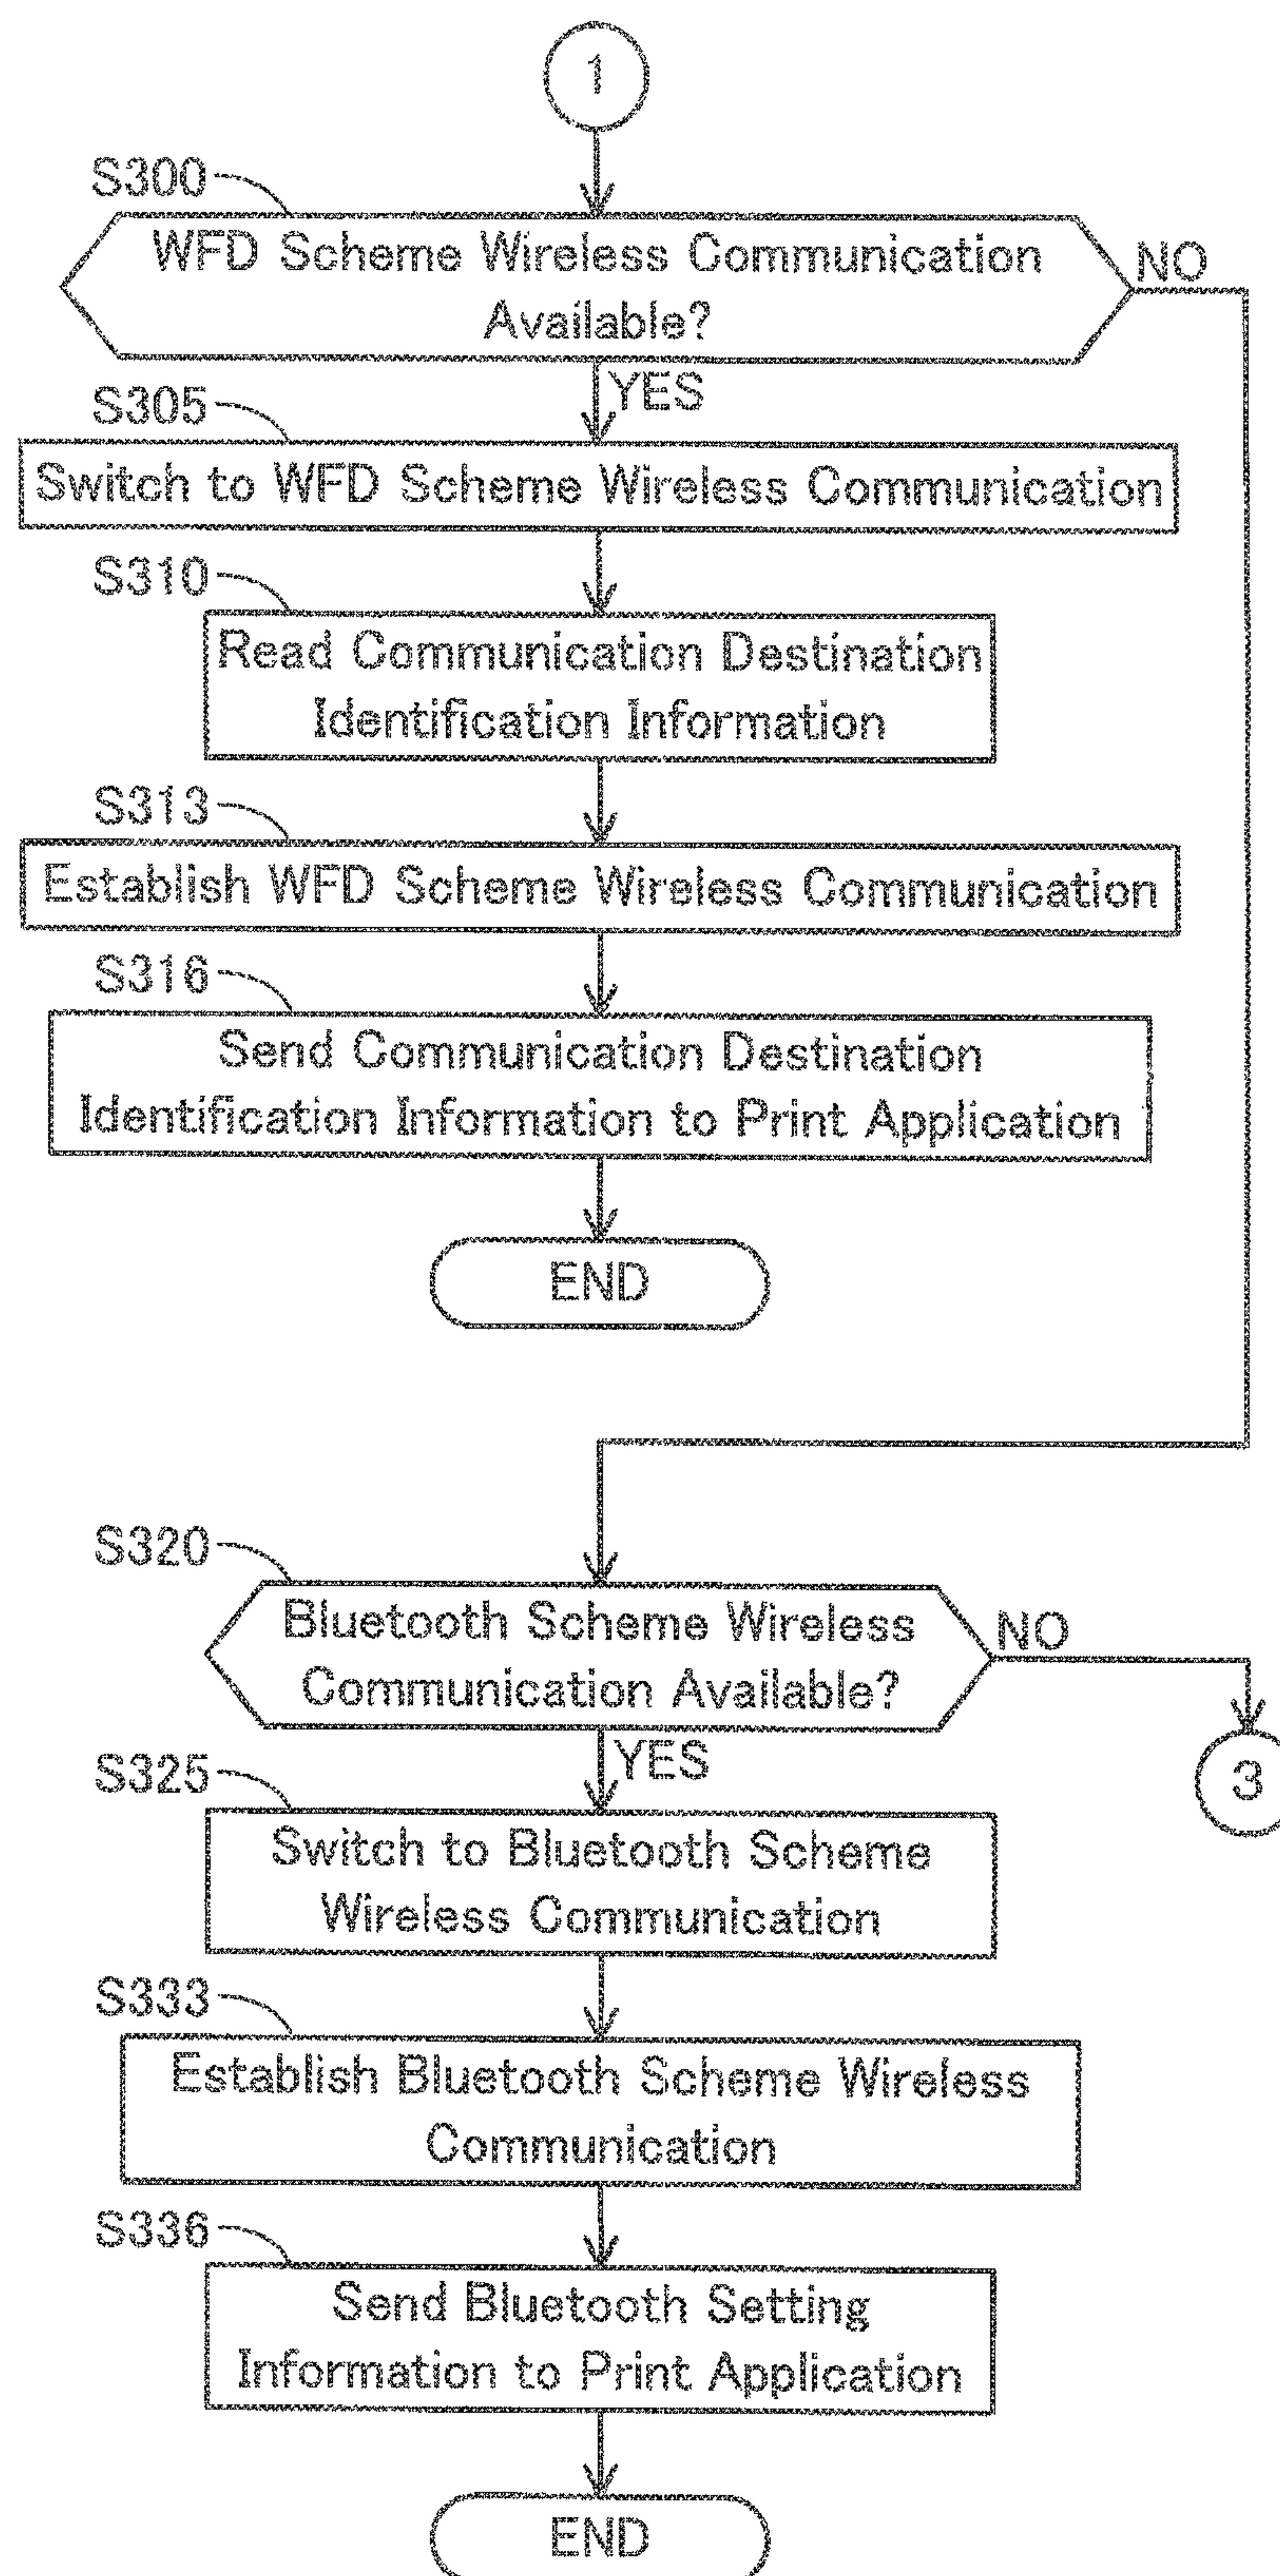 1
S300
WFD Scheme Wireless Communication
Available?
NO
YES
S305
Switch to WFD Scheme Wireless Communication
S310
Read Communication Destination
Identification Information
S313
Establish WFD Scheme Wireless Communication
S316
Send Communication Destination
Identification Information to Print Application
END
S320
Bluetooth Scheme Wireless
Communication Available?
NO
3
YES
S325
Switch to Bluetooth Scheme
Wireless Communication
S333
Establish Bluetooth Scheme Wireless
Communication
S336
Send Bluetooth Setting
Information to Print Application
END